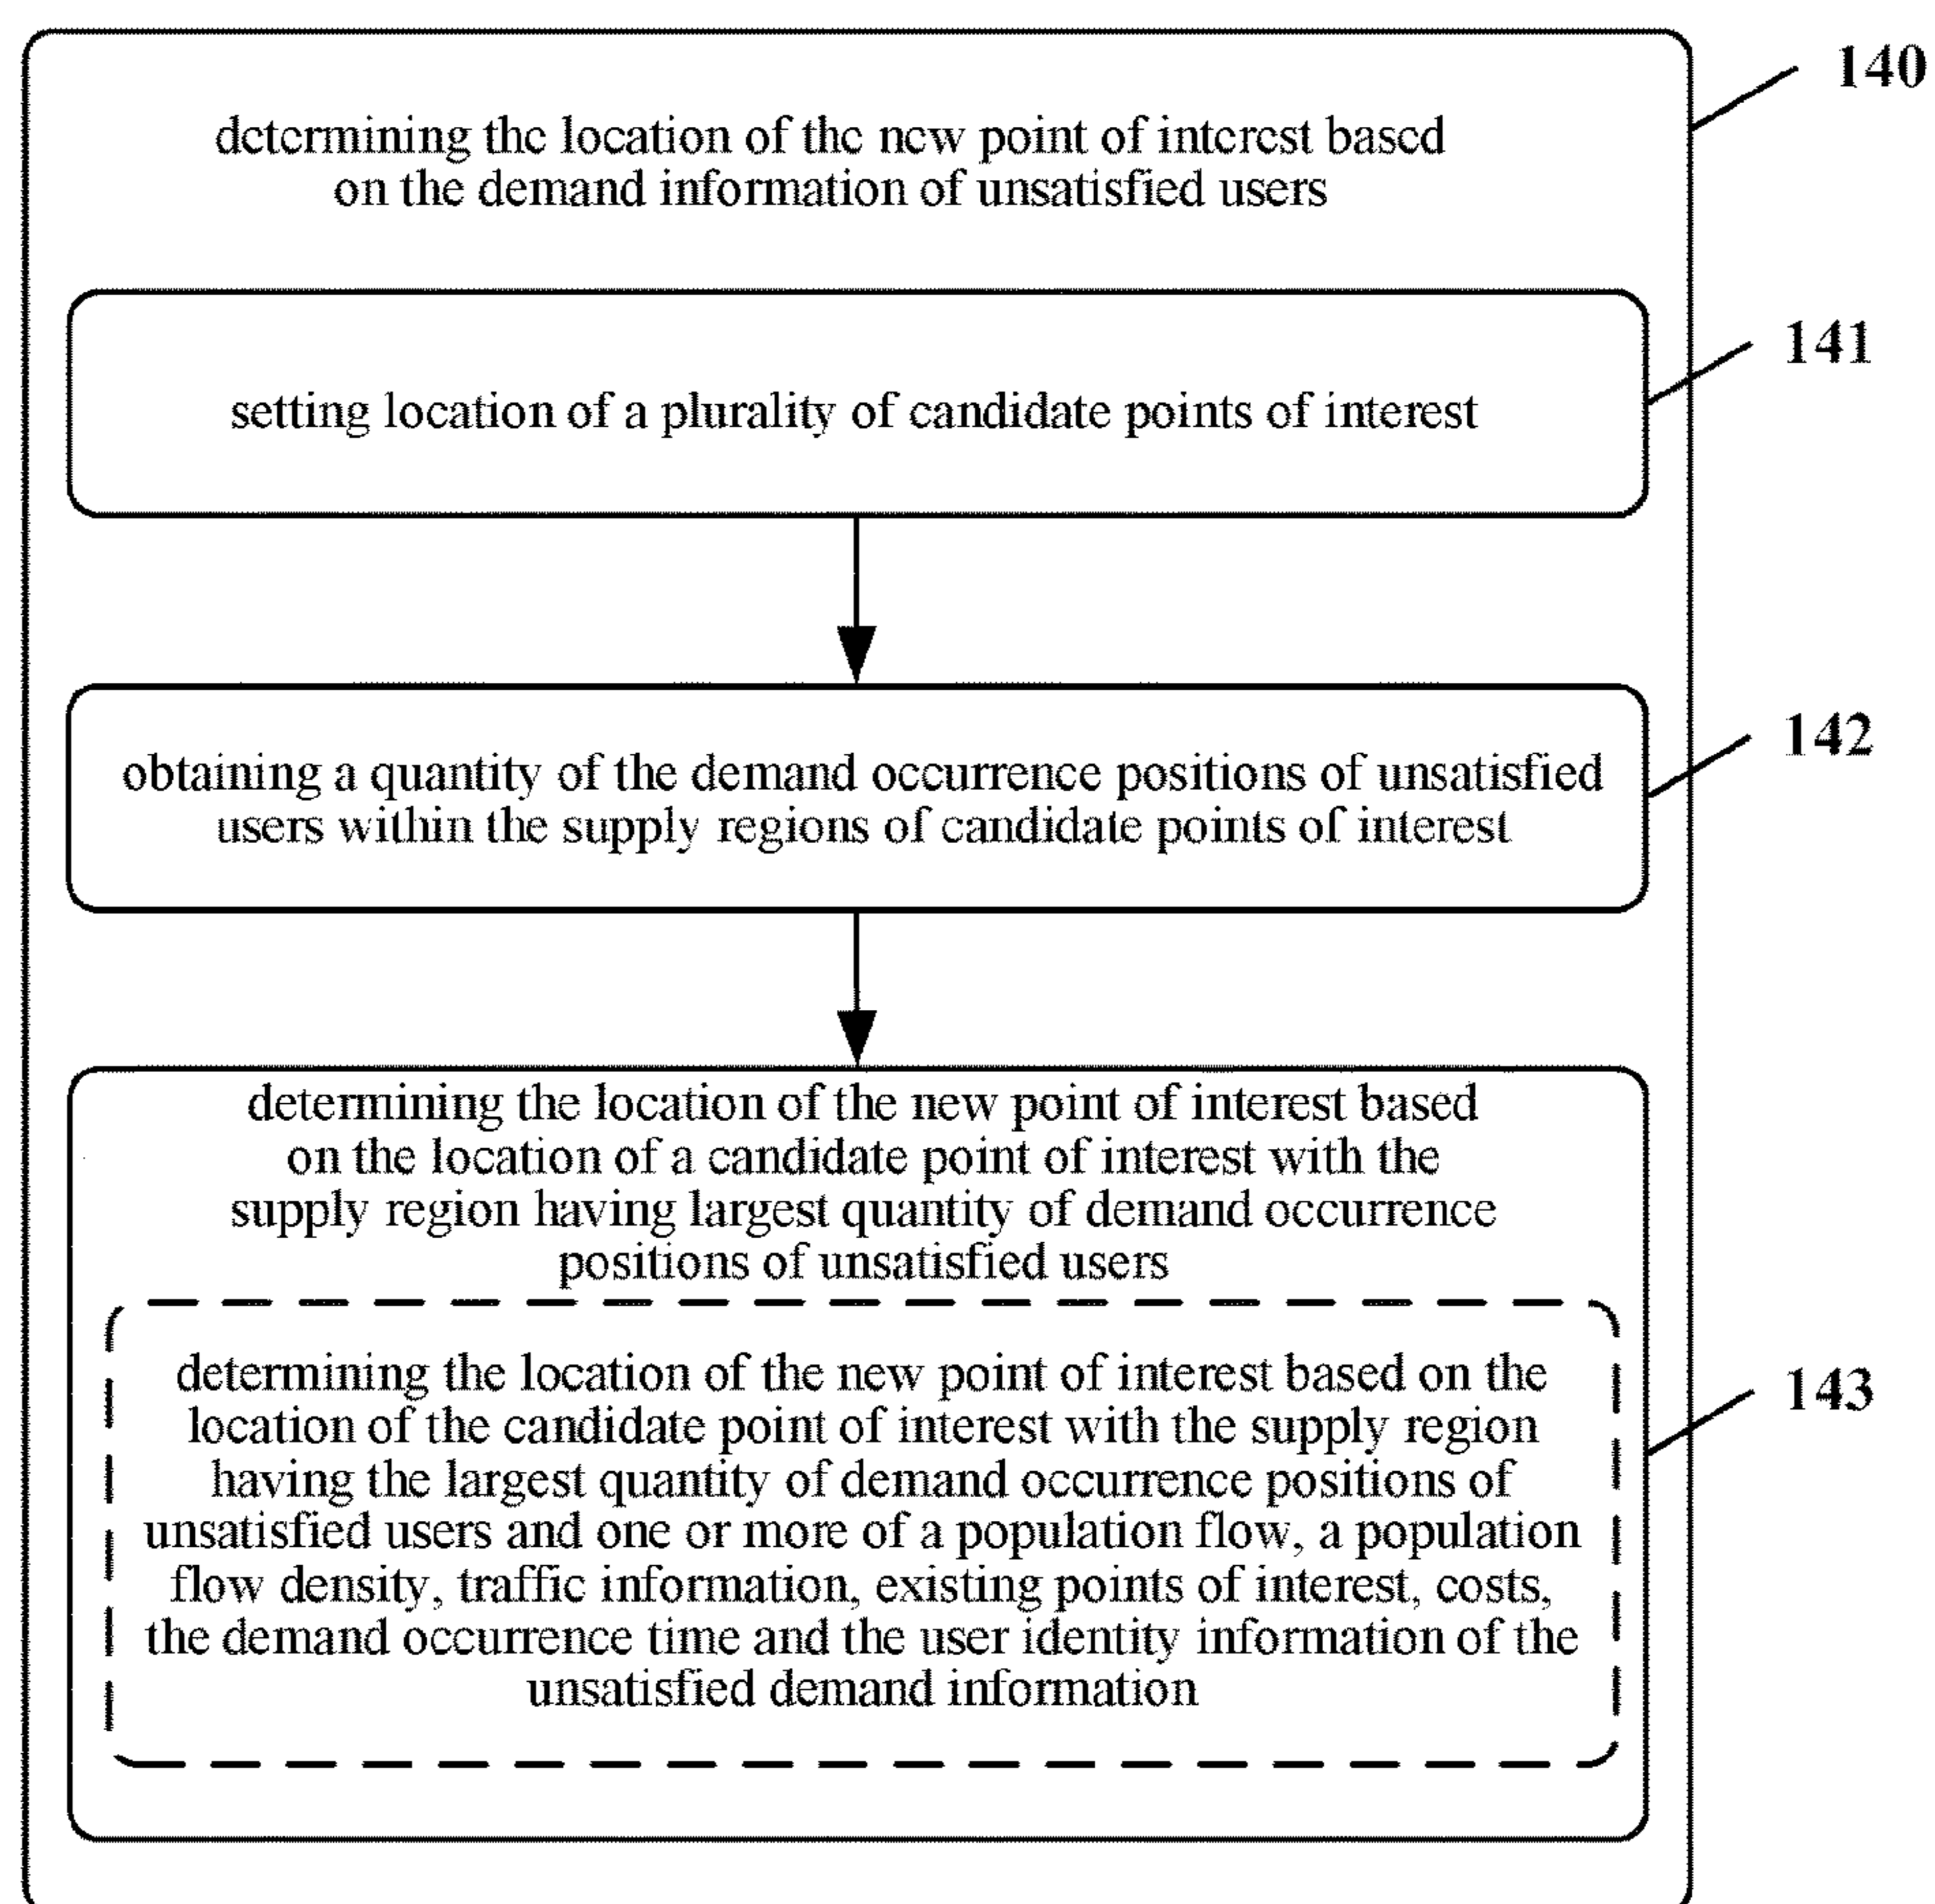 140
determining the location of the new point of interest based
on the demand information of unsatisfied users
141
setting location of a plurality of candidate points of interest
142
obtaining a quantity of the demand occurrence positions of unsatisfied
users within the supply regions of candidate points of interest
determining the location of the new point of interest based
on the location of a candidate point of interest with the
supply region having largest quantity of demand occurrence
positions of unsatisfied users
143
determining the location of the new point of interest based on the
location of the candidate point of interest with the supply region
having the largest quantity of demand occurrence positions of
unsatisfied users and one or more of a population flow, a population
flow density, traffic information, existing points of interest, costs,
the demand occurrence time and the user identity information of the
unsatisfied demand information